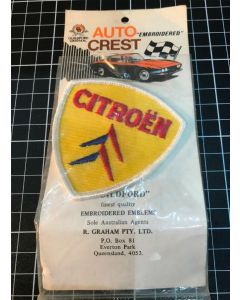 AUTO "EMBROIDERED"
CREST
CITROËN
finest quality
EMBROIDERED EMBLEM
Sole Australian Agents
R. GRAHAM PTY. LTD.
P.O. Box 81
Everton Park
Queensland, 4053.